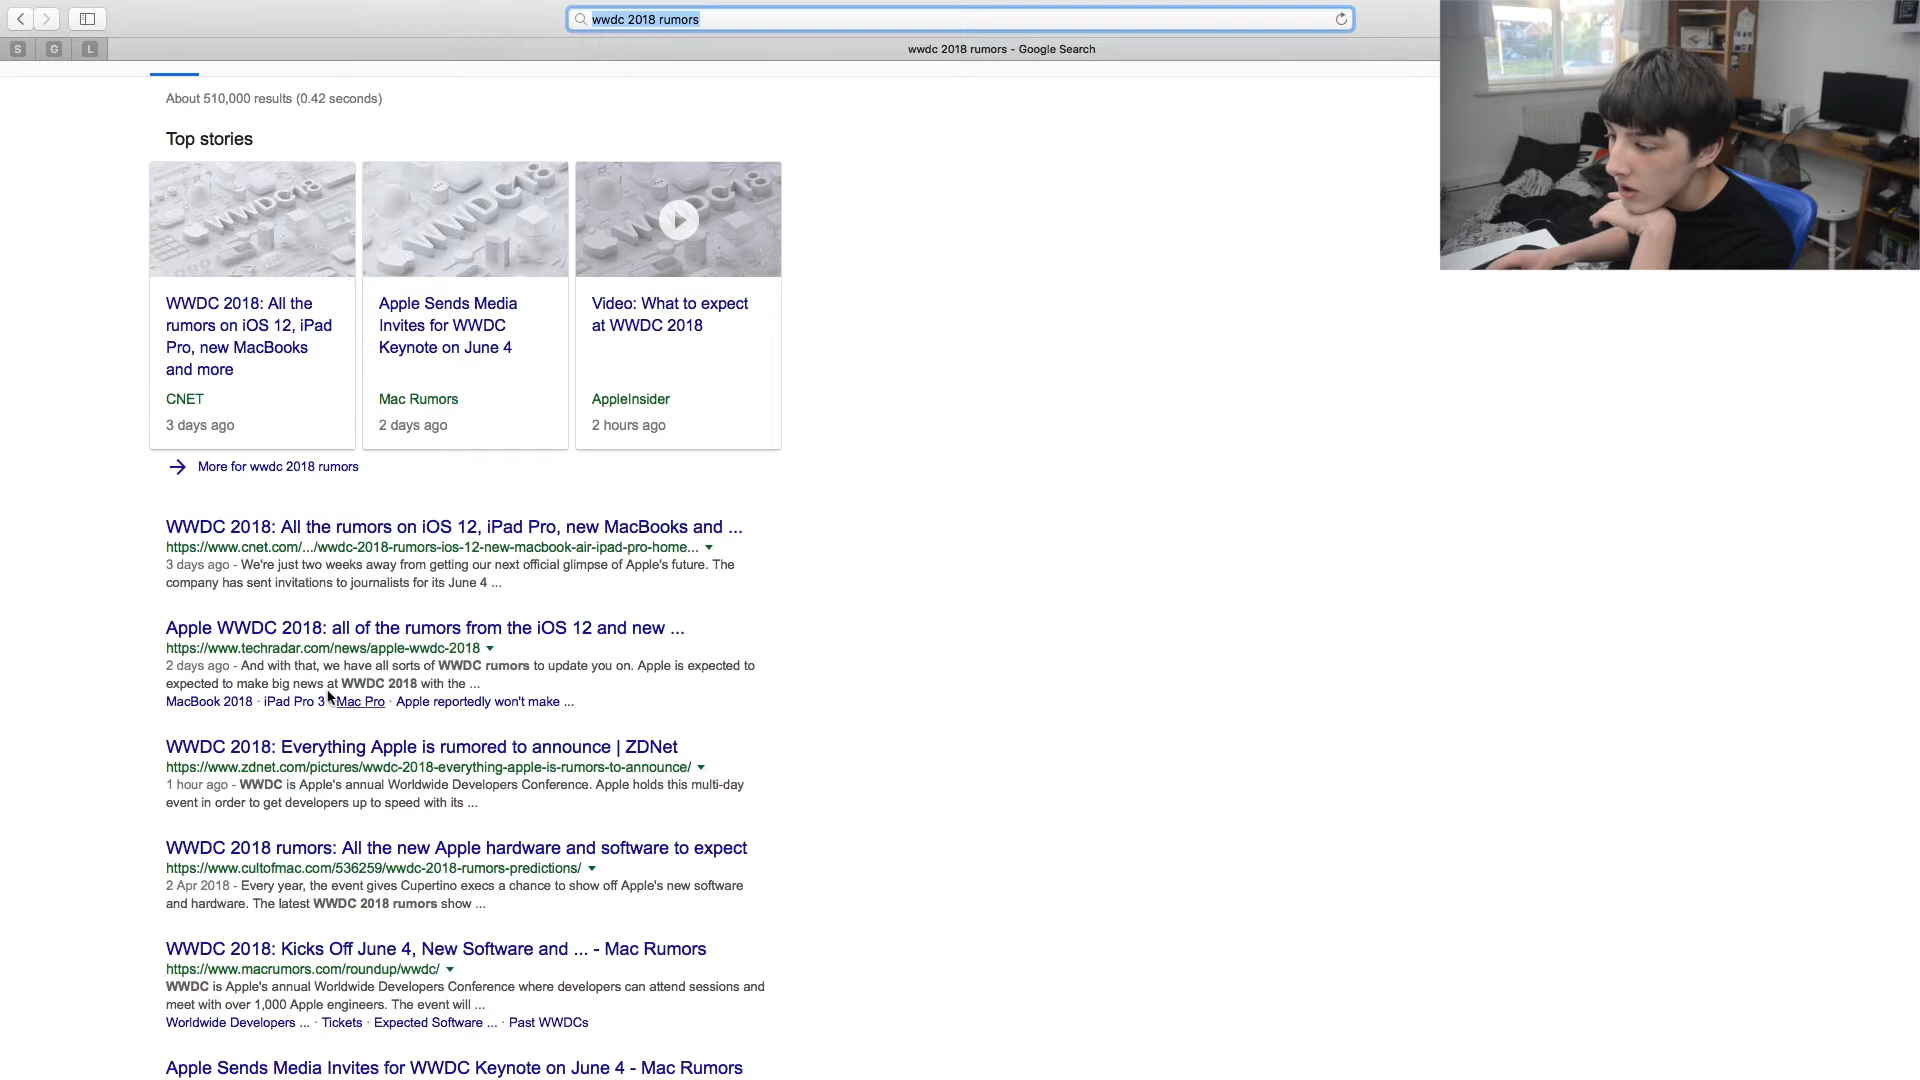 wwdc 2018 rumors
S
G
L
wwdc 2018 rumors - Google Search
About 510,000 results (0.42 seconds)
Top stories
WWDC18
WWDC18
WWDC18
WWDC 2018: All the
rumors on iOS 12, iPad
Pro, new MacBooks
and more
CNET
3 days ago
Apple Sends Media
Invites for WWDC
Keynote on June 4
Mac Rumors
2 days ago
Video: What to expect
at WWDC 2018
AppleInsider
2 hours ago
More for wwdc 2018 rumors
WWDC 2018: All the rumors on iOS 12, iPad Pro, new MacBooks and ...
https://www.cnet.com/.../wwdc-2018-rumors-ios-12-new-macbook-air-ipad-pro-home...
3 days ago - We're just two weeks away from getting our next official glimpse of Apple's future. The
company has sent invitations to journalists for its June 4 ...
Apple WWDC 2018: all of the rumors from the iOS 12 and new ...
https://www.techradar.com/news/apple-wwdc-2018
2 days ago - And with that, we have all sorts of WWDC rumors to update you on. Apple is expected to
expected to make big news at WWDC 2018 with the ...
MacBook 2018 · iPad Pro 3 · Mac Pro · Apple reportedly won't make ...
WWDC 2018: Everything Apple is rumored to announce | ZDNet
https://www.zdnet.com/pictures/wwdc-2018-everything-apple-is-rumors-to-announce/
1 hour ago - WWDC is Apple's annual Worldwide Developers Conference. Apple holds this multi-day
event in order to get developers up to speed with its ...
WWDC 2018 rumors: All the new Apple hardware and software to expect
https://www.cultofmac.com/536259/wwdc-2018-rumors-predictions/
2 Apr 2018 - Every year, the event gives Cupertino execs a chance to show off Apple's new software
and hardware. The latest WWDC 2018 rumors show ...
WWDC 2018: Kicks Off June 4, New Software and ... - Mac Rumors
https://www.macrumors.com/roundup/wwdc/
WWDC is Apple's annual Worldwide Developers Conference where developers can attend sessions and
meet with over 1,000 Apple engineers. The event will ...
Worldwide Developers ... · Tickets · Expected Software ... · Past WWDCs
Apple Sends Media Invites for WWDC Keynote on June 4 - Mac Rumors